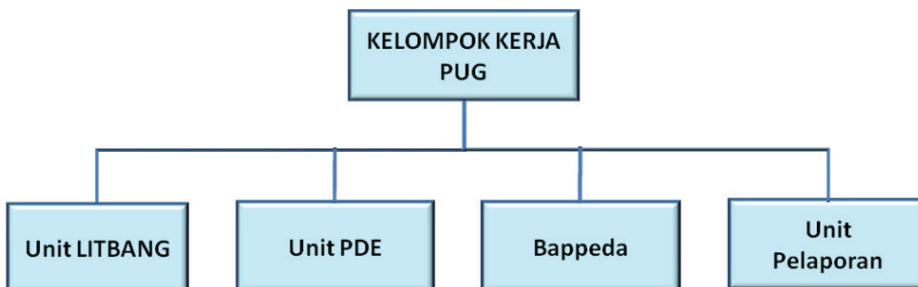 KELOMPOK KERJA
PUG
Unit LITBANG
Unit PDE
Bappeda
Unit
Pelaporan